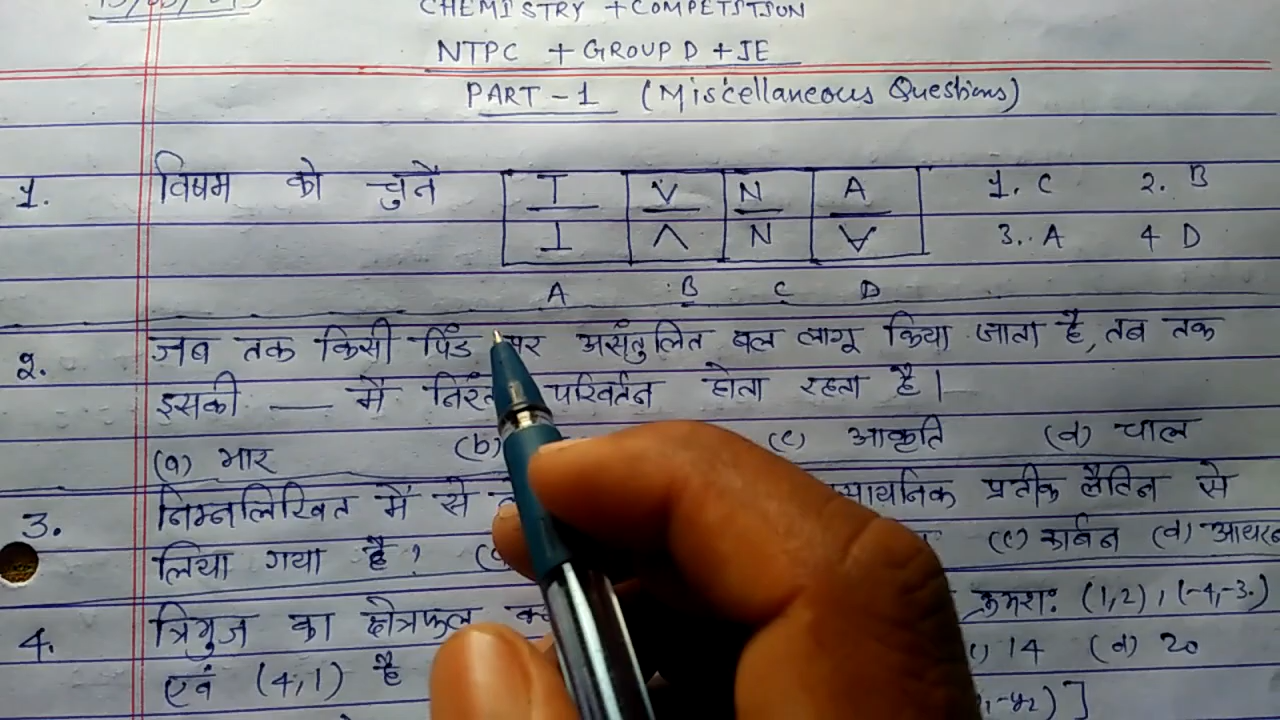 CHEMISTRY + COMPETITION
NTPC + GROUP D + JE
PART - 1 (Miscellaneous Questions)
1. विषम को चुनें T V N A 1. C 2. B
⊥ Λ N ∀ 3. A 4 D
A B C D
2. जब तक किसी पिंड पर असंतुलित बल लागू किया जाता है, तब तक
इसकी — में परिवर्तन होता रहता है।
(a) भार (b) (c) आकृति (d) चाल
3. निम्नलिखित में से प्रतीक लैटिन से
लिया गया है? (c) कार्बन (d) आयरन
4. त्रिभुज का क्षेत्रफल क्रमशः (1,2), (-4,-3.)
एवं (4,1) है 14 (d) 20
-y2) ]